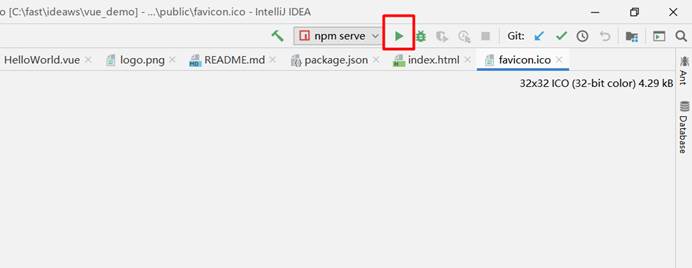 o [C:\fast\ideaws\vue_demo] - ...\public\favicon.ico - IntelliJ IDEA
npm serve Git:
HelloWorld.vue logo.png README.md package.json index.html favicon.ico
32x32 ICO (32-bit color) 4.29 kB
Ant
Database